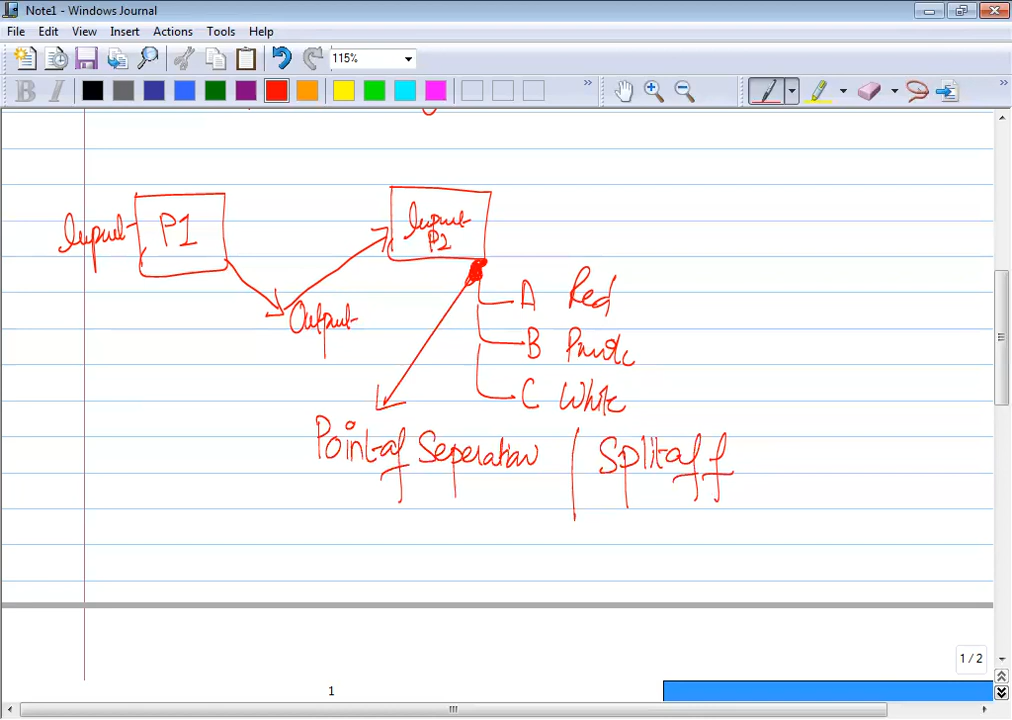 Note1 - Windows Journal
File Edit View Insert Actions Tools Help
115%
B I
Input P1
Input
P2
Output
A Red
B
C White
Point of Seperation | Split off
1 / 2
1